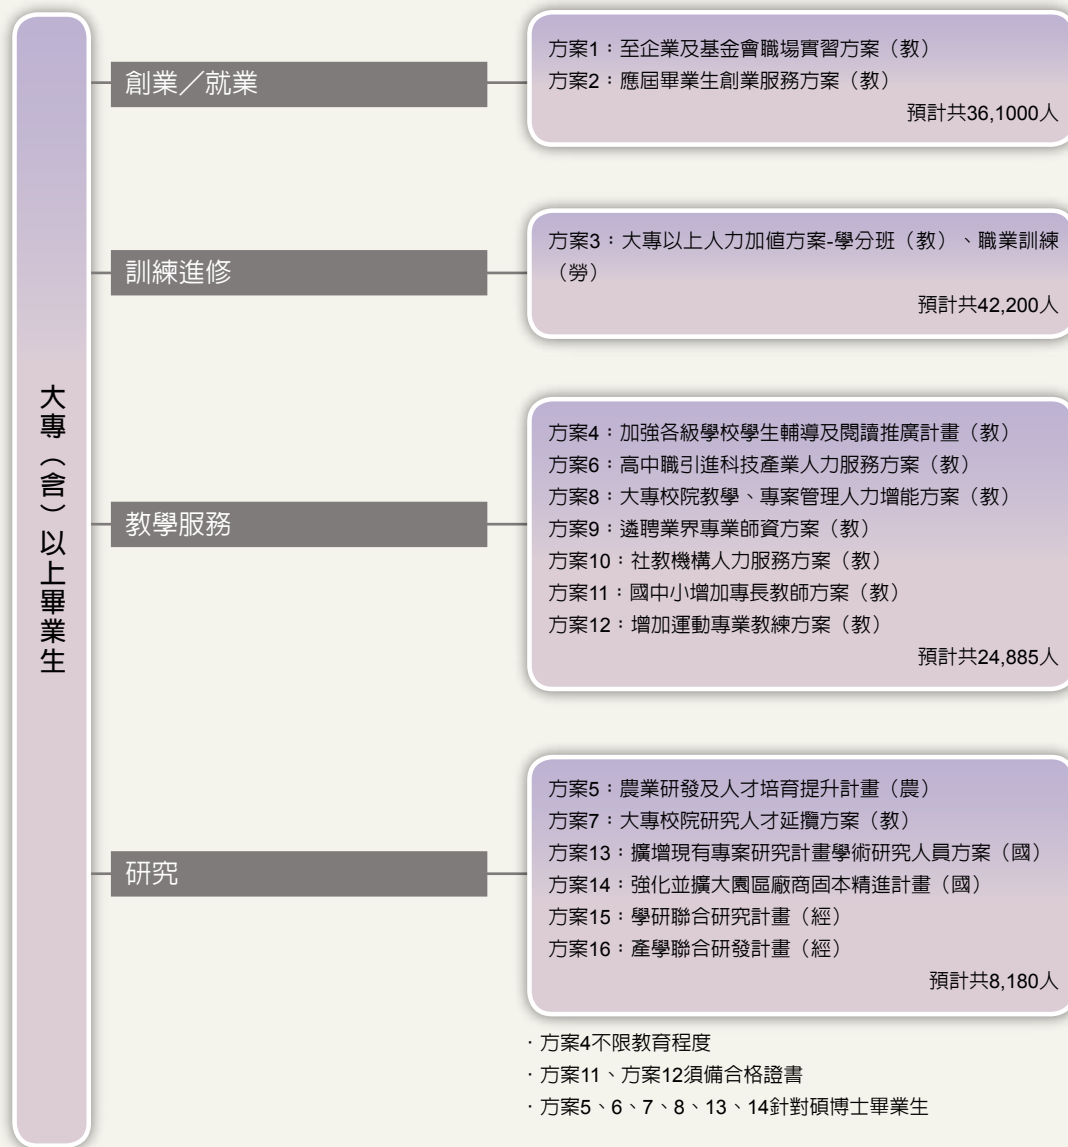 大專（含）以上畢業生
創業／就業
方案1：至企業及基金會職場實習方案（教）
方案2：應屆畢業生創業服務方案（教）
預計共36,1000人
訓練進修
方案3：大專以上人力加值方案-學分班（教）、職業訓練
（勞）
預計共42,200人
教學服務
方案4：加強各級學校學生輔導及閱讀推廣計畫（教）
方案6：高中職引進科技產業人力服務方案（教）
方案8：大專校院教學、專案管理人力增能方案（教）
方案9：遴聘業界專業師資方案（教）
方案10：社教機構人力服務方案（教）
方案11：國中小增加專長教師方案（教）
方案12：增加運動專業教練方案（教）
預計共24,885人
研究
方案5：農業研發及人才培育提升計畫（農）
方案7：大專校院研究人才延攬方案（教）
方案13：擴增現有專案研究計畫學術研究人員方案（國）
方案14：強化並擴大園區廠商固本精進計畫（國）
方案15：學研聯合研究計畫（經）
方案16：產學聯合研發計畫（經）
預計共8,180人
·方案4不限教育程度
·方案11、方案12須備合格證書
·方案5、6、7、8、13、14針對碩博士畢業生